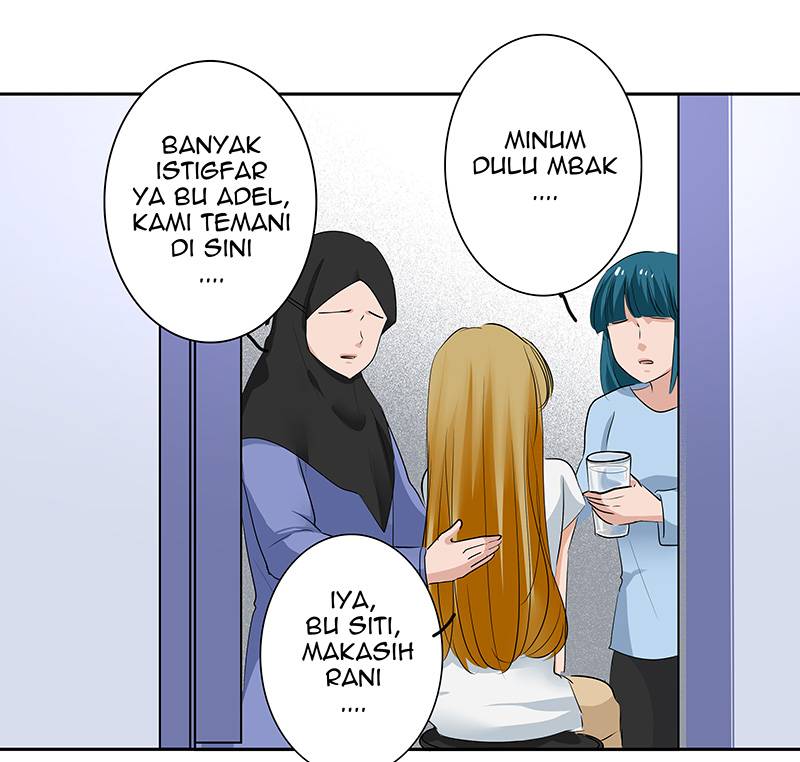 BANYAK
ISTIGFAR
YA BU ADEL,
KAMI TEMANI
DI SINI
....
MINUM
DULU MBAK
....
IYA,
BU SITI,
MAKASIH
RANI
....